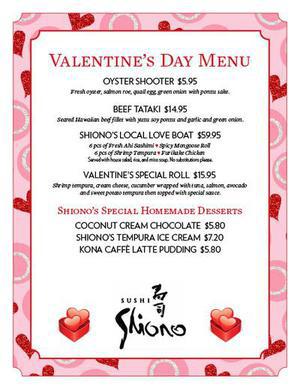 VALENTINE'S DAY MENU
OYSTER SHOOTER $5.95
Fresh oyster, salmon roe, quail egg, green onion with ponzu sake.
BEEF TATAKI $14.95
Seared Hawaiian beef fillet with yuzu soy ponzu and garlic and green onion.
SHIONO'S LOCAL LOVE BOAT $59.95
6 pcs of Fresh Ahi Sashimi ♥ Spicy Mongoose Roll
6 pcs of Shrimp Tempura ♥ Furikake Chicken
Served with house salad, rice, and miso soup. No substitutions please.
VALENTINE'S SPECIAL ROLL $15.95
Shrimp tempura, cream cheese, cucumber wrapped with tuna, salmon, avocado
and sweet potato tempura then topped with special sauce.
SHIONO'S SPECIAL HOMEMADE DESSERTS
COCONUT CREAM CHOCOLATE $5.80
SHIONO'S TEMPURA ICE CREAM $7.20
KONA CAFFÈ LATTE PUDDING $5.80
SUSHI
Shiono